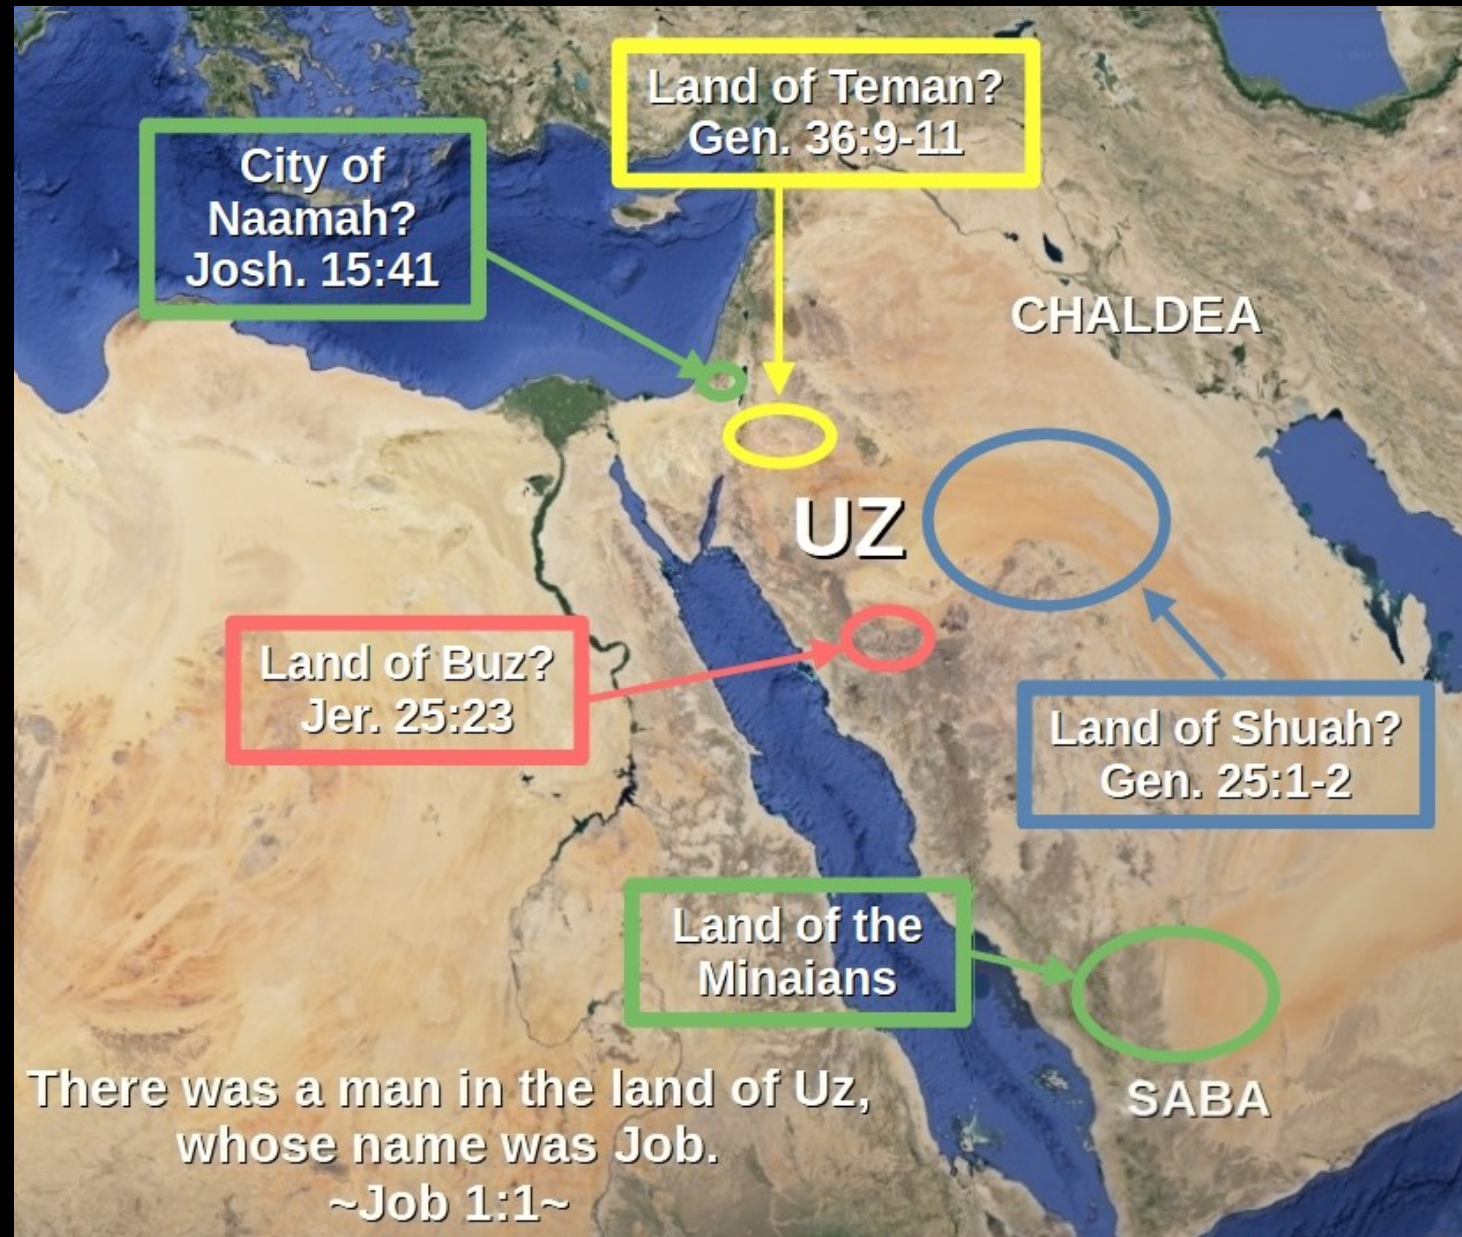 Land of Teman?
Gen. 36:9-11
City of
Naamah?
Josh. 15:41
CHALDEA
UZ
Land of Buz?
Jer. 25:23
Land of Shuah?
Gen. 25:1-2
Land of the
Minaians
SABA
There was a man in the land of Uz,
whose name was Job.
~Job 1:1~